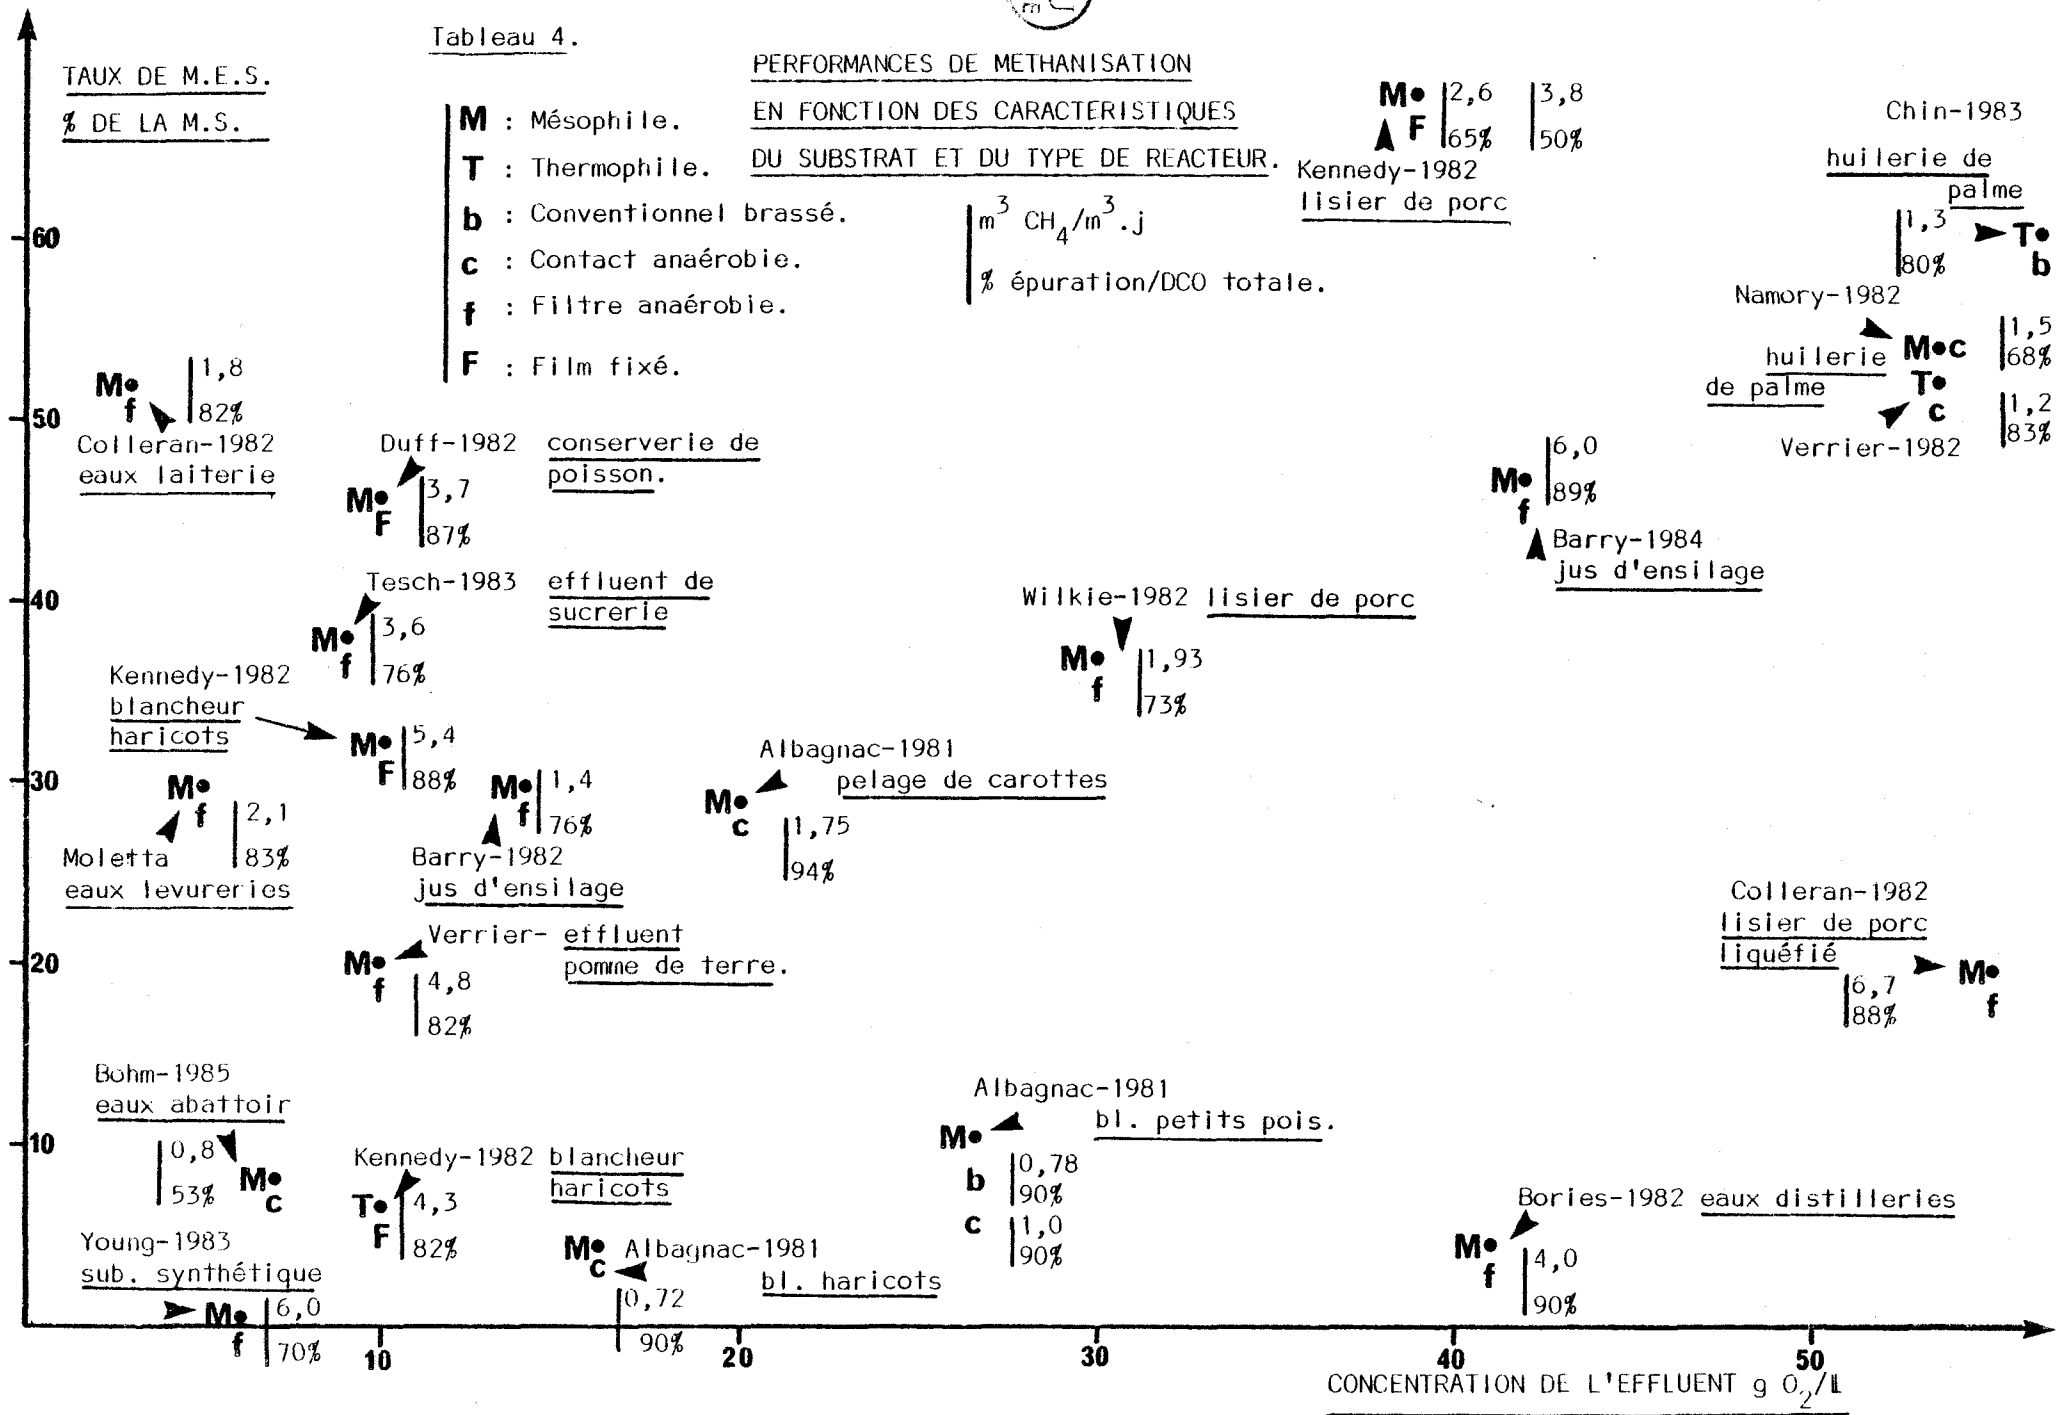 Tableau 4.
PERFORMANCES DE METHANISATION
EN FONCTION DES CARACTERISTIQUES
DU SUBSTRAT ET DU TYPE DE REACTEUR.
TAUX DE M.E.S.
% DE LA M.S.
M : Mésophile.
T : Thermophile.
b : Conventionnel brassé.
c : Contact anaérobie.
f : Filtre anaérobie.
F : Film fixé.
m³ CH₄/m³.j
% épuration/DCO totale.
M F
2,6
65%
3,8
50%
Kennedy-1982
lisier de porc
Chin-1983
huilerie de
palme
1,3
80%
T b
Namory-1982
M c
1,5
68%
huilerie
de palme
T c
1,2
83%
Verrier-1982
60
50
40
30
20
10
M f
1,8
82%
Colleran-1982
eaux laiterie
Duff-1982 conserverie de
poisson.
M F
3,7
87%
M f
6,0
89%
Barry-1984
jus d'ensilage
Tesch-1983 effluent de
sucrerie
M f
3,6
76%
Wilkie-1982 lisier de porc
M f
1,93
73%
Kennedy-1982
blancheur
haricots
M F
5,4
88%
M f
2,1
83%
Moletta
eaux levureries
M f
1,4
76%
Barry-1982
jus d'ensilage
Albagnac-1981
pelage de carottes
M c
1,75
94%
Verrier- effluent
pomme de terre.
M f
4,8
82%
Colleran-1982
lisier de porc
liquéfié
M f
6,7
88%
Bohm-1985
eaux abattoir
0,8
53%
M c
Kennedy-1982 blancheur
haricots
T F
4,3
82%
Albagnac-1981
bl. petits pois.
M
b
0,78
90%
c
1,0
90%
Young-1983
sub. synthétique
M f
6,0
70%
M c
Albagnac-1981
bl. haricots
0,72
90%
Bories-1982 eaux distilleries
M f
4,0
90%
10 20 30 40 50
CONCENTRATION DE L'EFFLUENT g O₂/L